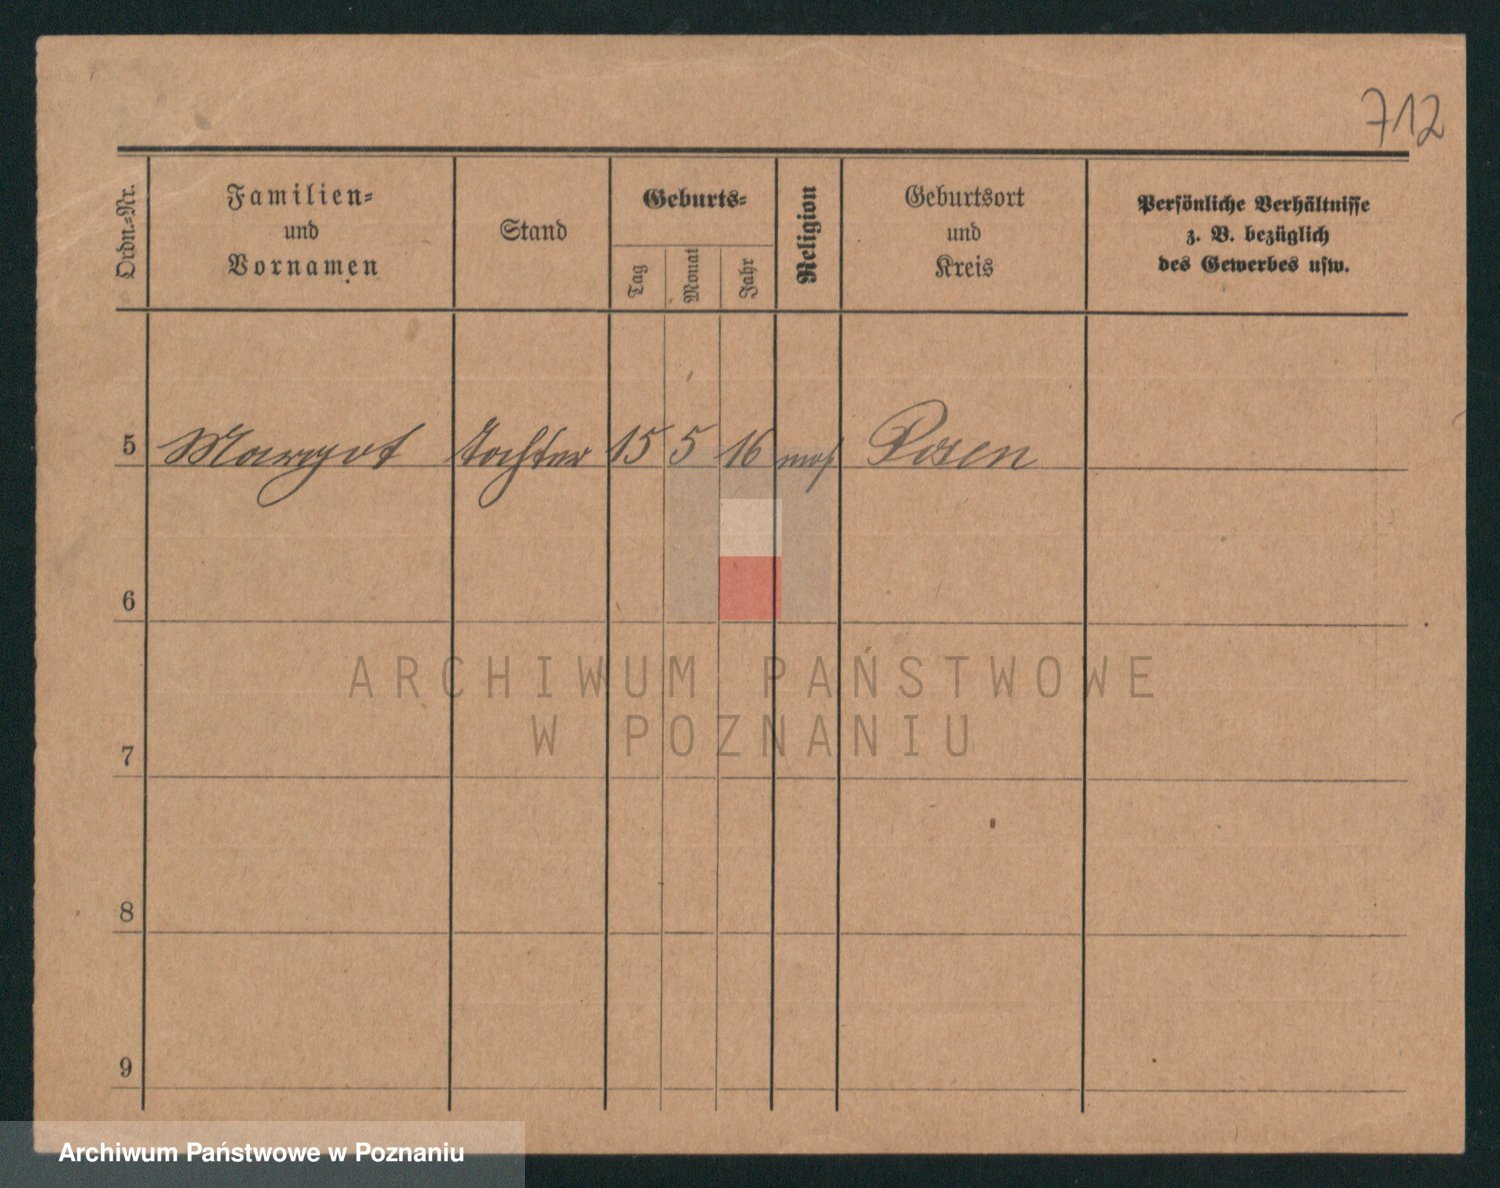 712
Ordn.=Nr.
Familien=
und
Vornamen
Stand
Geburts=
Tag
Monat
Jahr
Religion
Geburtsort
und
Kreis
Persönliche Verhältnisse
z. B. bezüglich
des Gewerbes usw.
5 Margot Tochter 15 5 16 mos Posen
6
ARCHIWUM PAŃSTWOWE
W POZNANIU
7
8
9
Archiwum Państwowe w Poznaniu